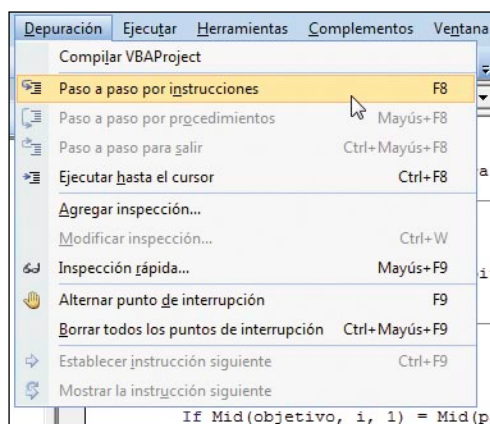 Depuración Ejecutar Herramientas Complementos Ventana
Compilar VBAProject
Paso a paso por instrucciones F8
Paso a paso por procedimientos Mayús+F8
Paso a paso para salir Ctrl+Mayús+F8
Ejecutar hasta el cursor Ctrl+F8
Agregar inspección...
Modificar inspección... Ctrl+W
Inspección rápida... Mayús+F9
Alternar punto de interrupción F9
Borrar todos los puntos de interrupción Ctrl+Mayús+F9
Establecer instrucción siguiente Ctrl+F9
Mostrar la instrucción siguiente
If Mid(objetivo, i, 1) = Mid(p